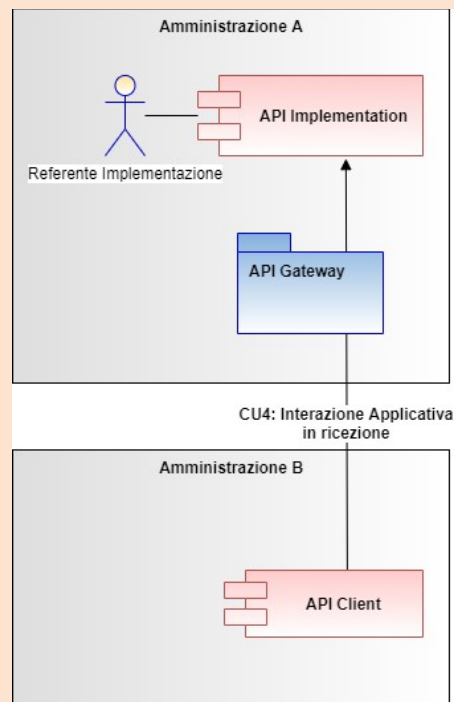 Amministrazione A
API Implementation
Referente Implementazione
API Gateway
CU4: Interazione Applicativa
in ricezione
Amministrazione B
API Client